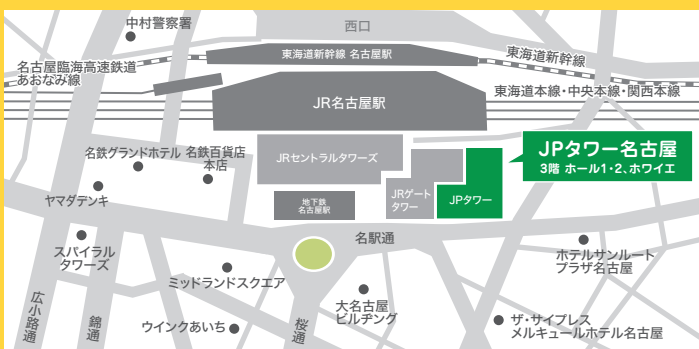 西口
中村警察署
東海道新幹線 名古屋駅
東海道新幹線
名古屋臨海高速鉄道
あおなみ線
JR名古屋駅
東海道本線・中央本線・関西本線
名鉄グランドホテル
名鉄百貨店
本店
JRセントラルタワーズ
JPタワー名古屋
3階 ホール1・2、ホワイエ
ヤマダデンキ
地下鉄
名古屋駅
JRゲート
タワー
JPタワー
名駅通
スパイラル
タワーズ
ミッドランドスクエア
ホテルサンルート
プラザ名古屋
大名古屋
ビルヂング
広小路通
錦通
ウインクあいち
桜通
ザ・サイプレス
メルキュールホテル名古屋